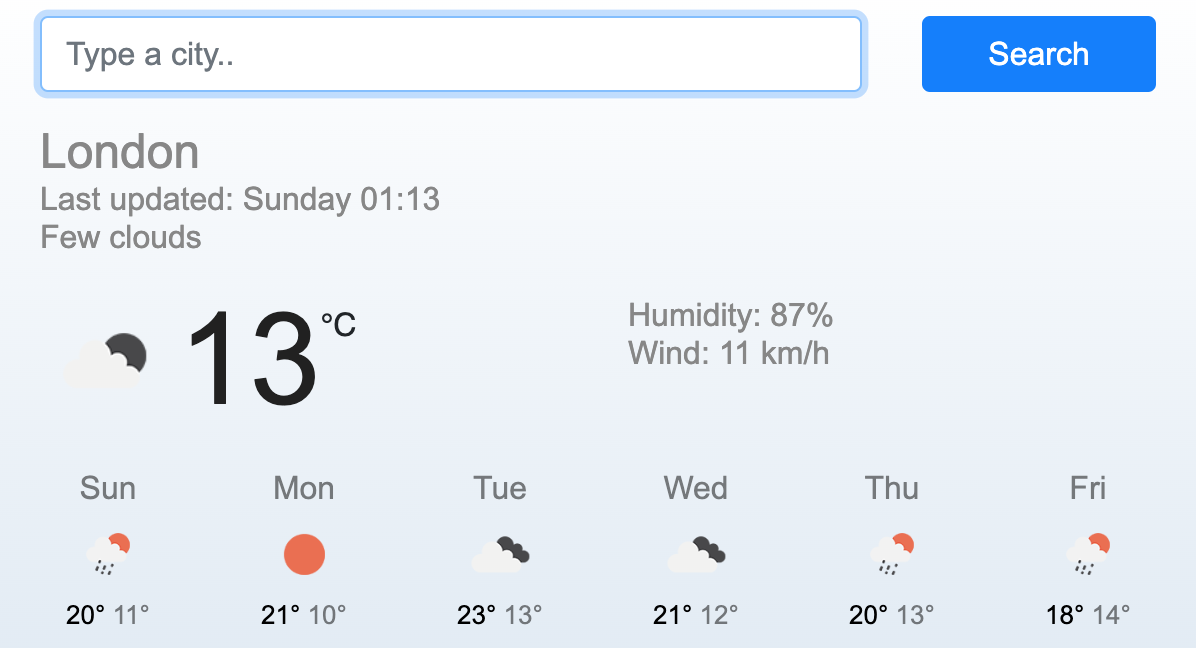 Type a city..
Search
London
Last updated: Sunday 01:13
Few clouds
13 °C
Humidity: 87%
Wind: 11 km/h
Sun Mon Tue Wed Thu Fri
20° 11° 21° 10° 23° 13° 21° 12° 20° 13° 18° 14°